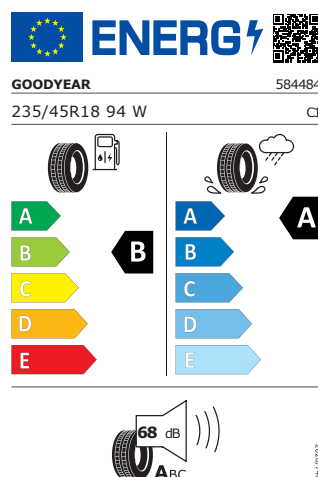 ENERG
GOODYEAR 584484
235/45R18 94 W C1
A A A
B B B
C C
D D
E E
68 dB
ABC